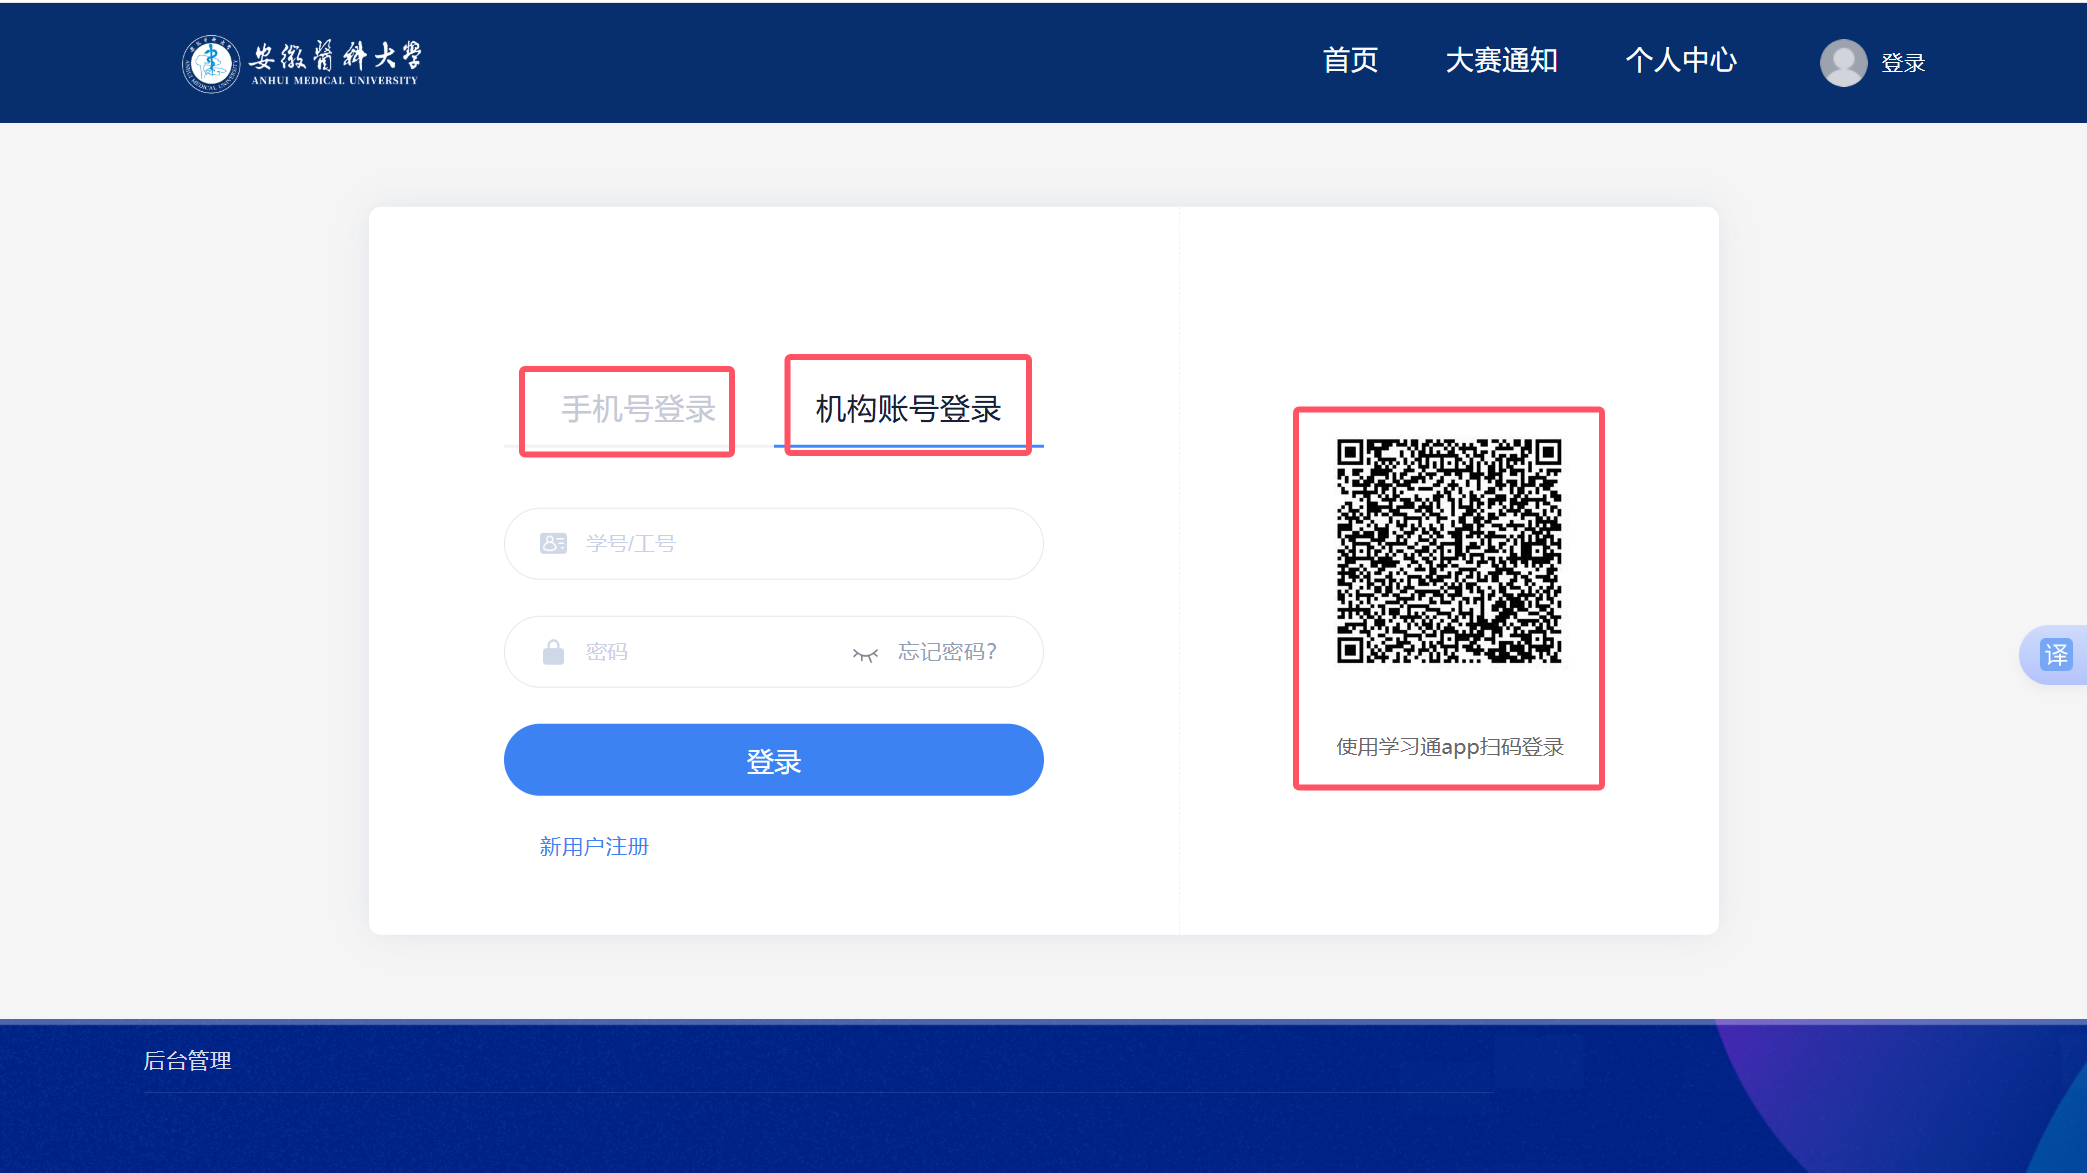 安徽醫科大學
ANHUI MEDICAL UNIVERSITY
首页
大赛通知
个人中心
登录
手机号登录
机构账号登录
学号/工号
密码
忘记密码?
登录
新用户注册
使用学习通app扫码登录
译
后台管理